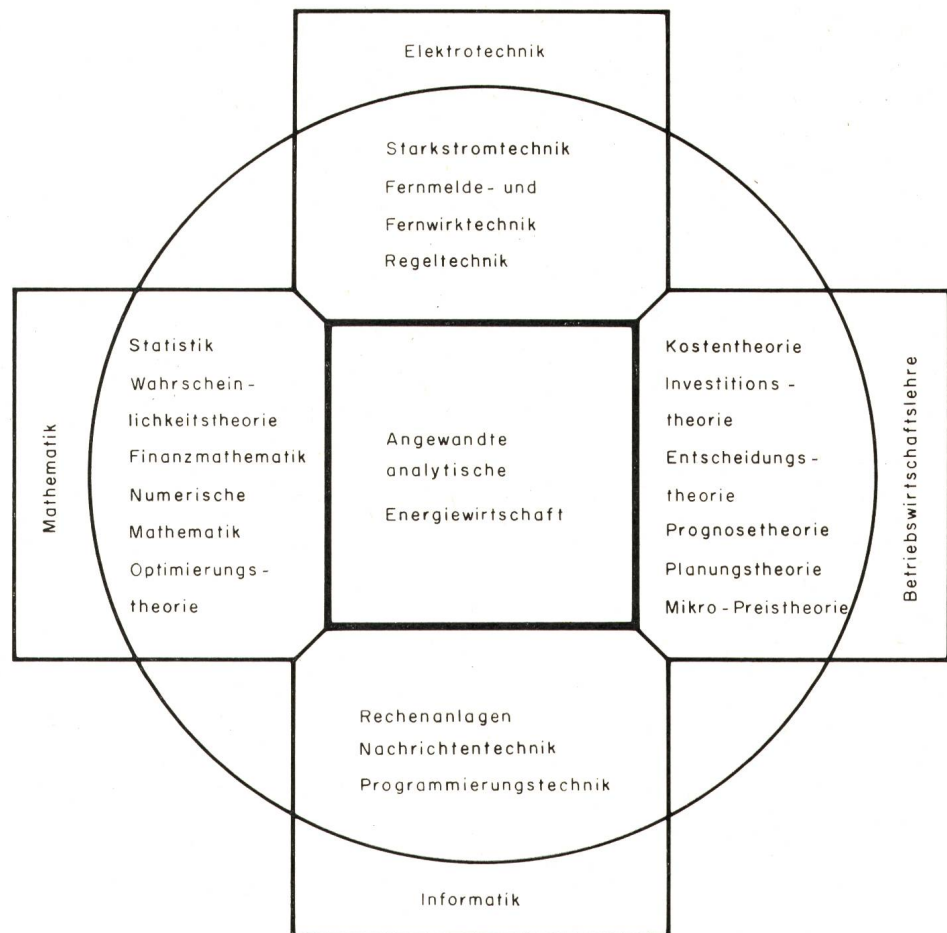 Elektrotechnik
Starkstromtechnik
Fernmelde- und
Fernwirktechnik
Regeltechnik
Mathematik
Statistik
Wahrschein-
lichkeitstheorie
Finanzmathematik
Numerische
Mathematik
Optimierungs-
theorie
Angewandte
analytische
Energiewirtschaft
Kostentheorie
Investitions-
theorie
Entscheidungs-
theorie
Prognosetheorie
Planungstheorie
Mikro-Preistheorie
Betriebswirtschaftslehre
Rechenanlagen
Nachrichtentechnik
Programmierungstechnik
Informatik